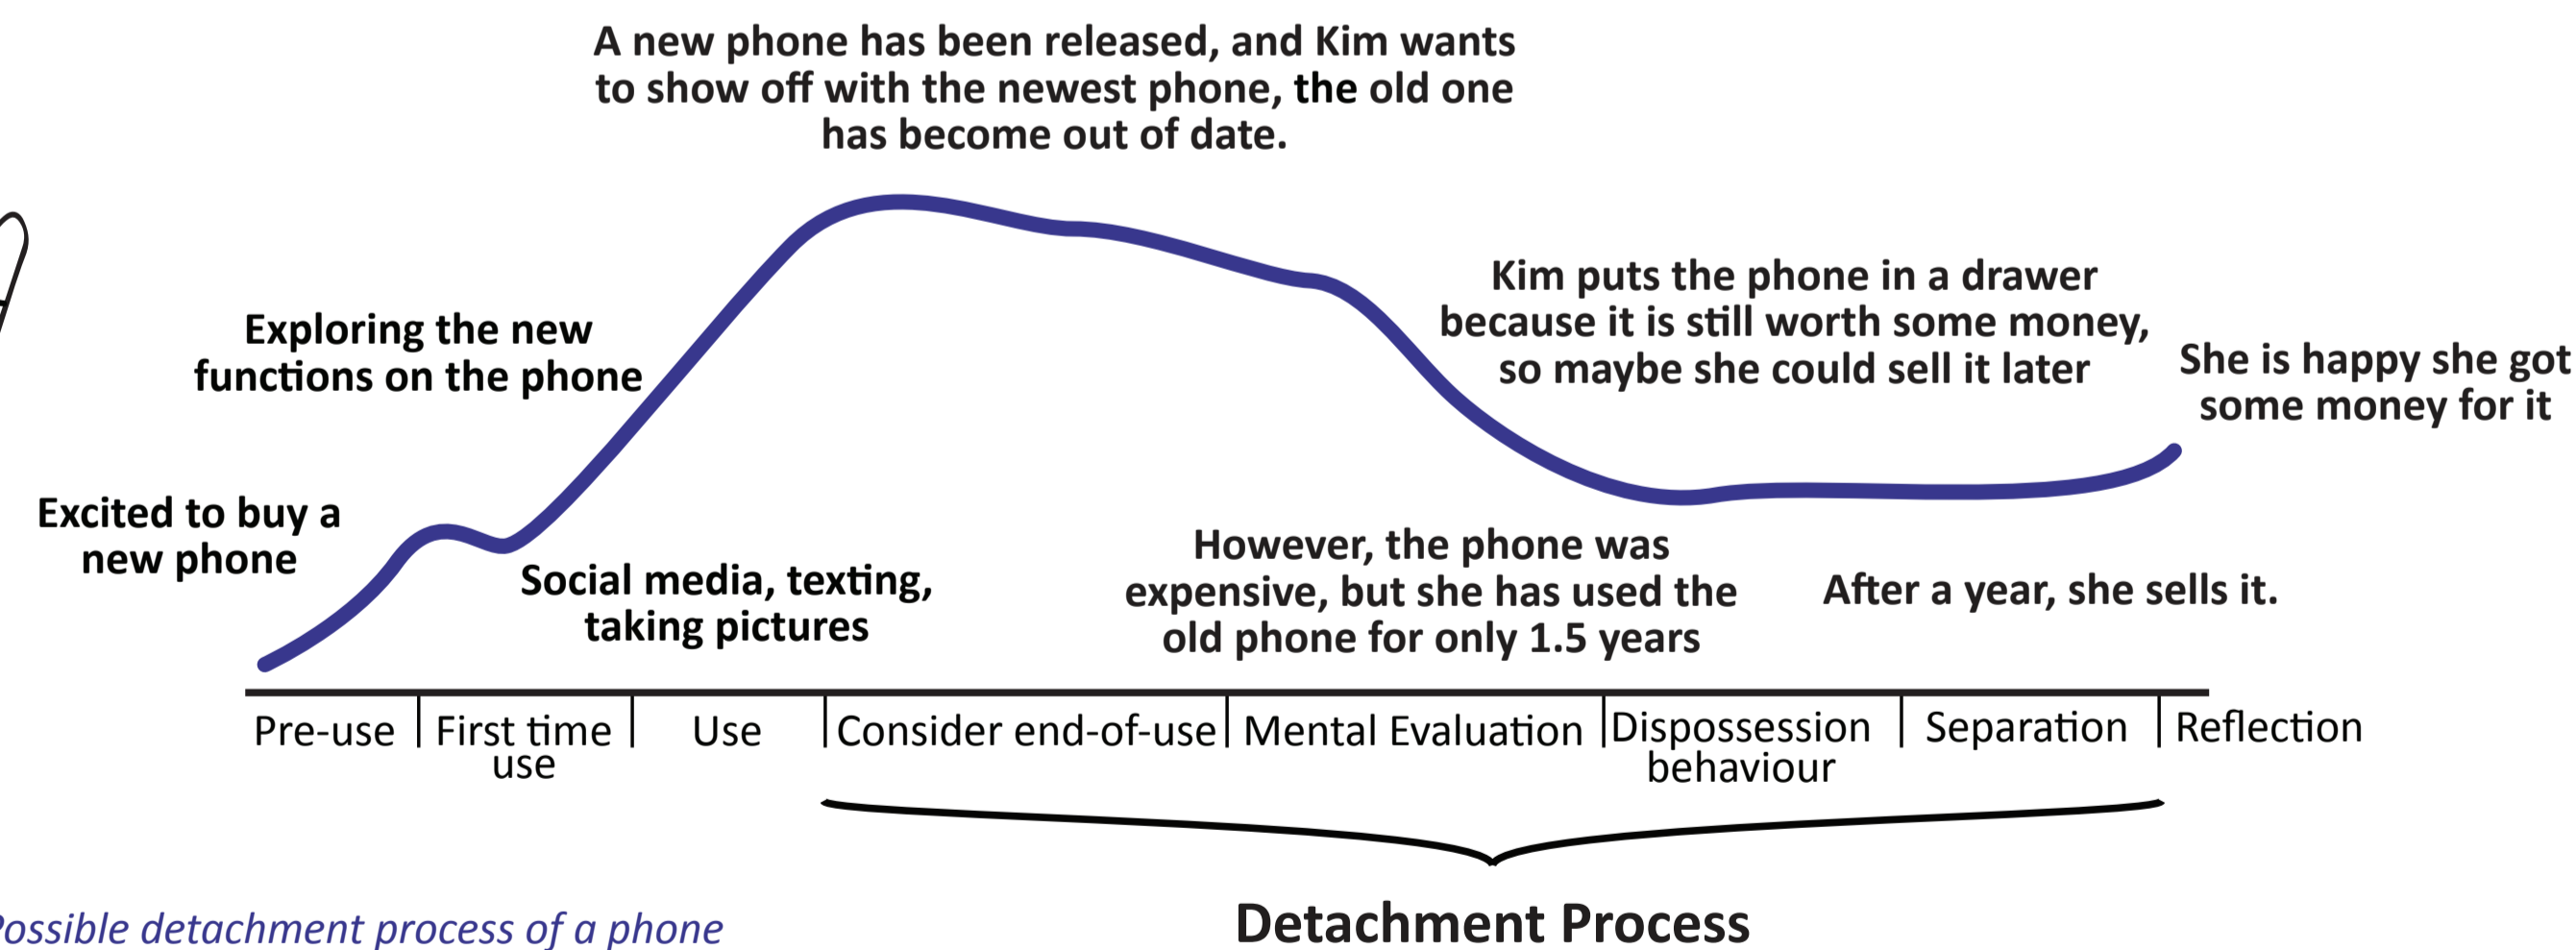 A new phone has been released, and Kim wants
to show off with the newest phone, the old one
has become out of date.
Exploring the new
functions on the phone
Excited to buy a
new phone
Social media, texting,
taking pictures
Kim puts the phone in a drawer
because it is still worth some money,
so maybe she could sell it later
She is happy she got
some money for it
However, the phone was
expensive, but she has used the
old phone for only 1.5 years
After a year, she sells it.
Pre-use
First time
use
Use
Consider end-of-use
Mental Evaluation
Dispossession
behaviour
Separation
Reflection
Detachment Process
Possible detachment process of a phone